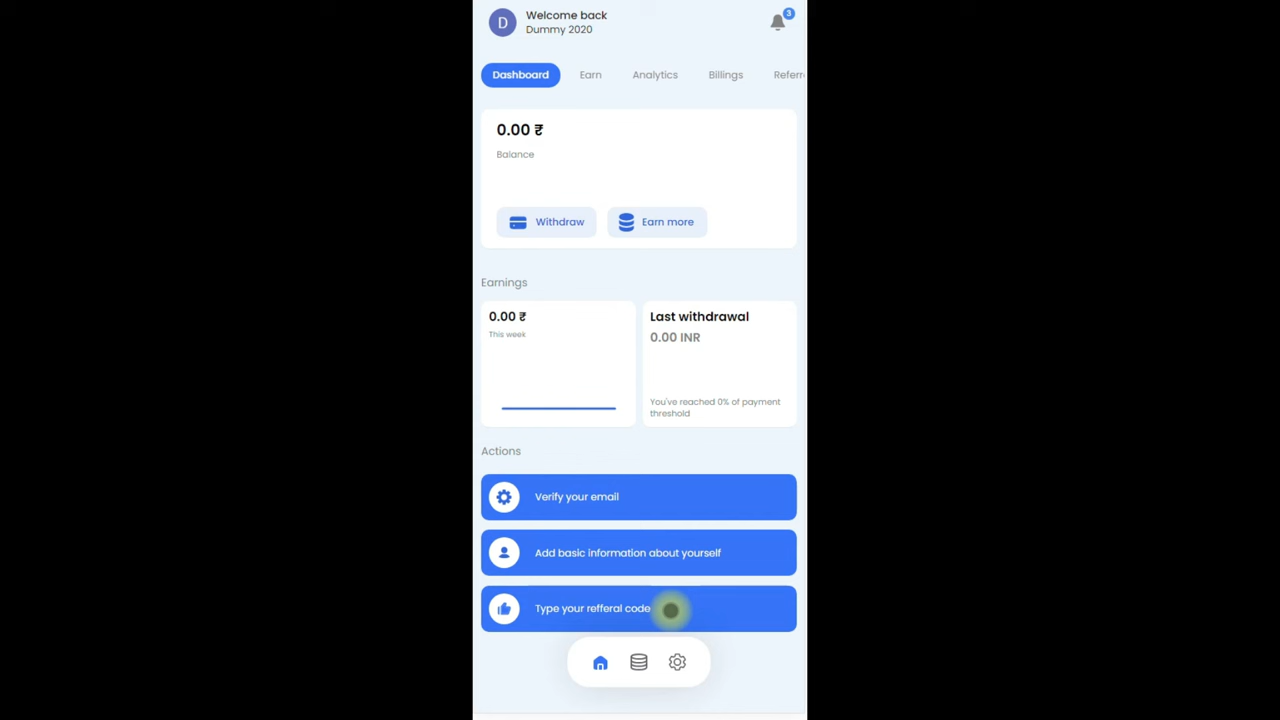 D
Welcome back
Dummy 2020
3
Dashboard Earn Analytics Billings Referr
0.00 ₹
Balance
Withdraw Earn more
Earnings
0.00 ₹
This week
Last withdrawal
0.00 INR
You've reached 0% of payment
threshold
Actions
Verify your email
Add basic information about yourself
Type your refferal code